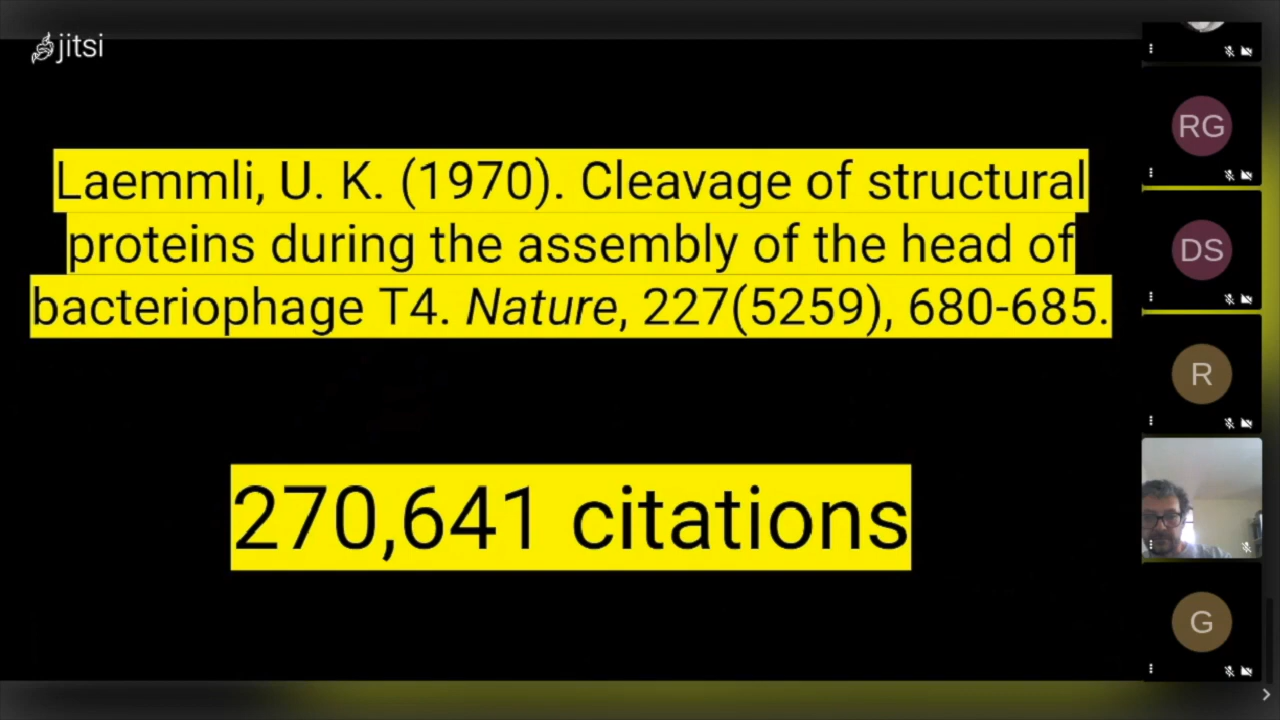 jitsi
Laemmli, U. K. (1970). Cleavage of structural
proteins during the assembly of the head of
bacteriophage T4. Nature, 227(5259), 680-685.
270,641 citations
RG
DS
R
G